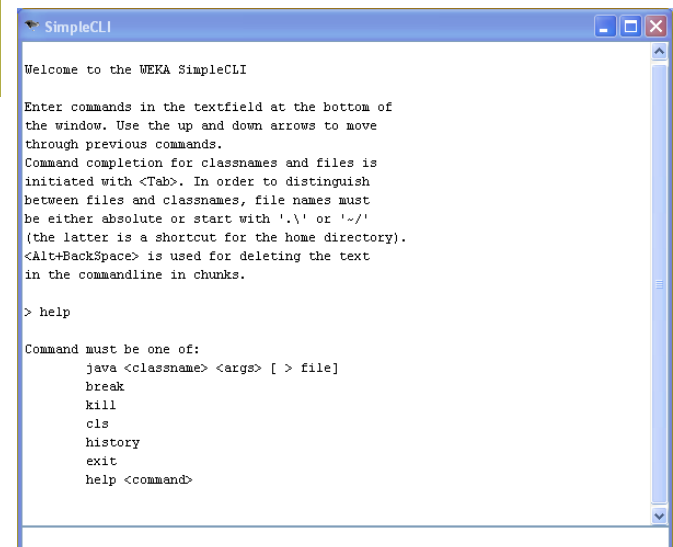 SimpleCLI
Welcome to the WEKA SimpleCLI
Enter commands in the textfield at the bottom of
the window. Use the up and down arrows to move
through previous commands.
Command completion for classnames and files is
initiated with <Tab>. In order to distinguish
between files and classnames, file names must
be either absolute or start with '.\' or '~/'
(the latter is a shortcut for the home directory).
<Alt+BackSpace> is used for deleting the text
in the commandline in chunks.
> help
Command must be one of:
java <classname> <args> [ > file]
break
kill
cls
history
exit
help <command>